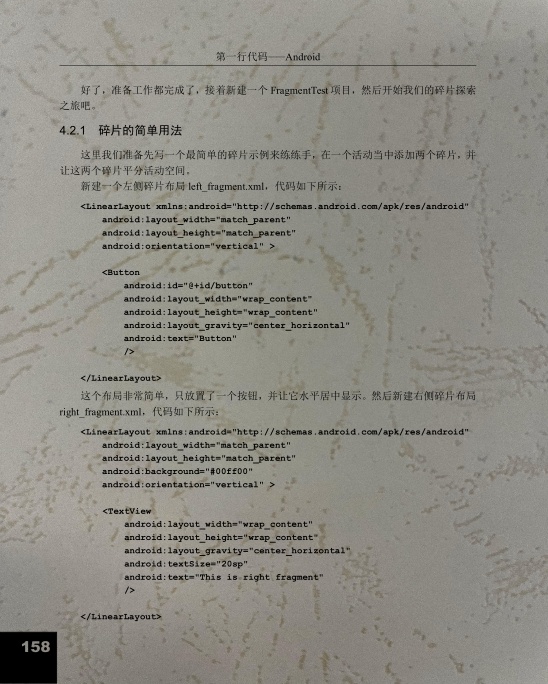 第一行代码——Android
好了，准备工作都完成了，接着新建一个 FragmentTest 项目，然后开始我们的碎片探索
之旅吧。
4.2.1 碎片的简单用法
这里我们准备先写一个最简单的碎片示例来练练手，在一个活动当中添加两个碎片，并
让这两个碎片平分活动空间。
新建一个左侧碎片布局 left_fragment.xml，代码如下所示：
<LinearLayout xmlns:android="http://schemas.android.com/apk/res/android"
android:layout_width="match_parent"
android:layout_height="match_parent"
android:orientation="vertical" >
<Button
android:id="@+id/button"
android:layout_width="wrap_content"
android:layout_height="wrap_content"
android:layout_gravity="center_horizontal"
android:text="Button"
/>
</LinearLayout>
这个布局非常简单，只放置了一个按钮，并让它水平居中显示。然后新建右侧碎片布局
right_fragment.xml，代码如下所示：
<LinearLayout xmlns:android="http://schemas.android.com/apk/res/android"
android:layout_width="match_parent"
android:layout_height="match_parent"
android:background="#00ff00"
android:orientation="vertical" >
<TextView
android:layout_width="wrap_content"
android:layout_height="wrap_content"
android:layout_gravity="center_horizontal"
android:textSize="20sp"
android:text="This is right fragment"
/>
</LinearLayout>
158